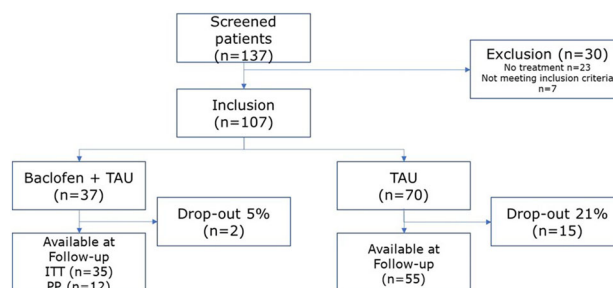 Screened
patients
(n=137)
Exclusion (n=30)
No treatment n=23
Not meeting inclusion criteria
n=7
Inclusion
(n=107)
Baclofen + TAU
(n=37)
TAU
(n=70)
Drop-out 5%
(n=2)
Drop-out 21%
(n=15)
Available at
Follow-up
ITT (n=35)
PP (n=12)
Available at
Follow-up
(n=55)